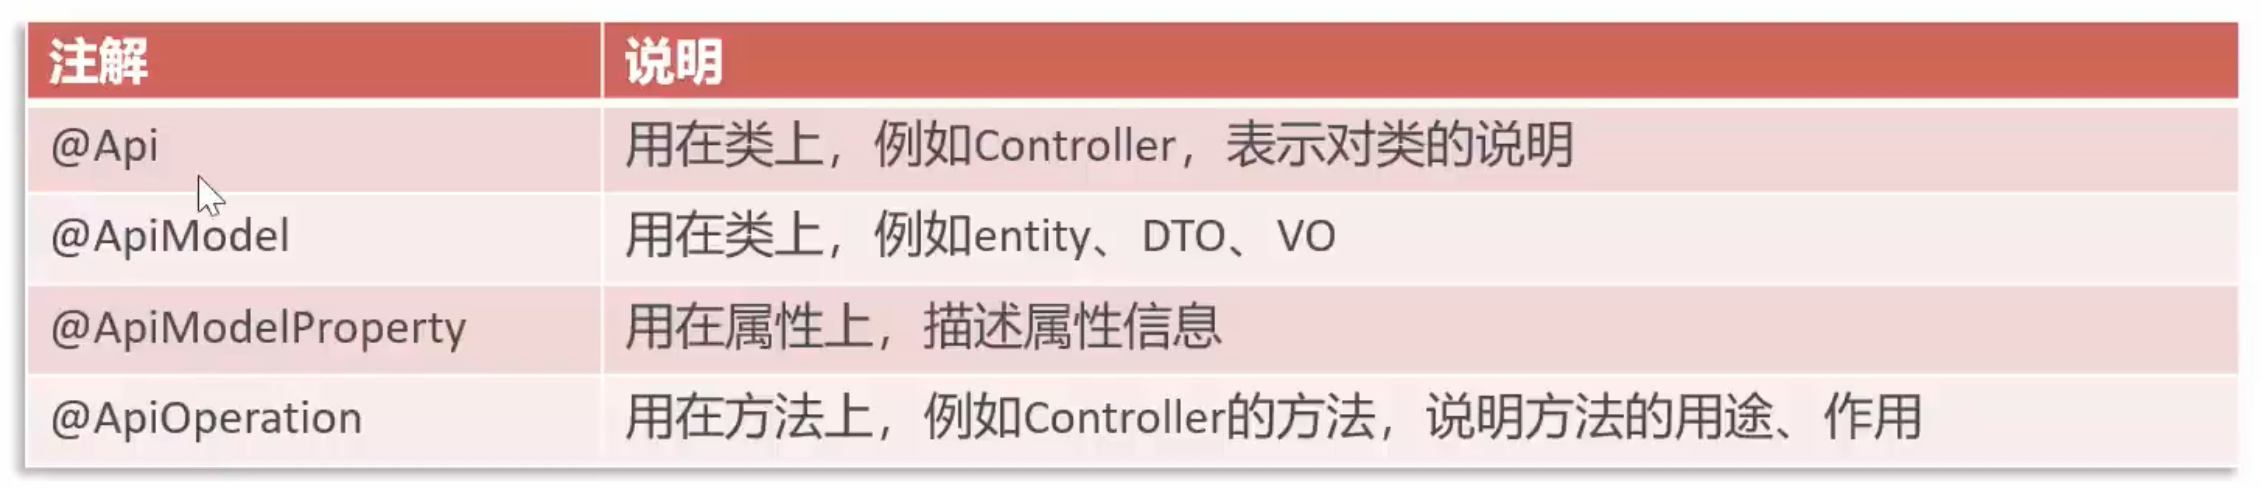 注解 说明
@Api 用在类上，例如Controller，表示对类的说明
@ApiModel 用在类上，例如entity、DTO、VO
@ApiModelProperty 用在属性上，描述属性信息
@ApiOperation 用在方法上，例如Controller的方法，说明方法的用途、作用